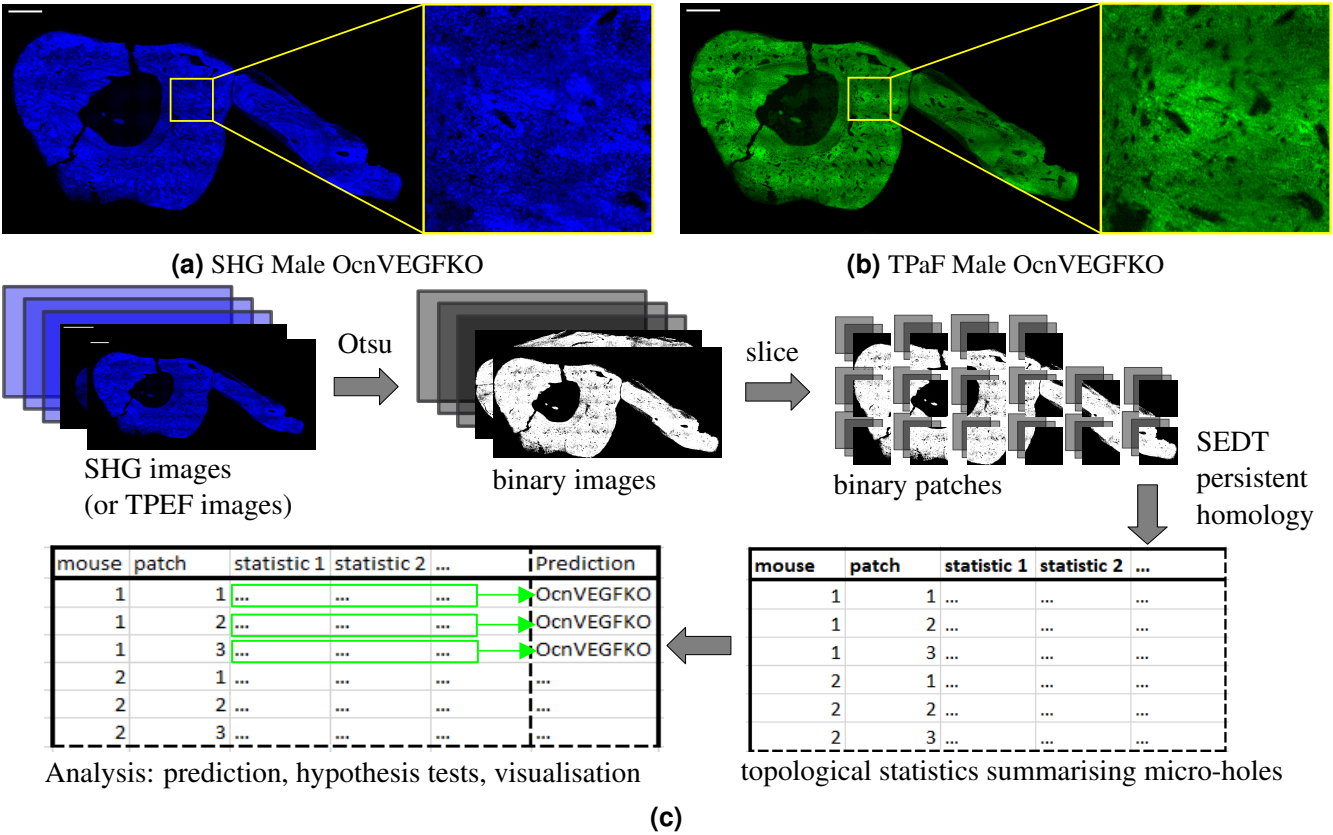 (a) SHG Male OcnVEGFKO
(b) TPaF Male OcnVEGFKO
Otsu
slice
SHG images
(or TPEF images)
binary images
binary patches
SEDT
persistent
homology
mouse patch statistic 1 statistic 2 ... Prediction
1 1 ... ... ... OcnVEGFKO
1 2 ... ... ... OcnVEGFKO
1 3 ... ... ... OcnVEGFKO
2 1 ... ... ... ...
2 2 ... ... ... ...
2 3 ... ... ... ...
Analysis: prediction, hypothesis tests, visualisation
mouse patch statistic 1 statistic 2 ...
1 1 ... ... ...
1 2 ... ... ...
1 3 ... ... ...
2 1 ... ... ...
2 2 ... ... ...
2 3 ... ... ...
topological statistics summarising micro-holes
(c)